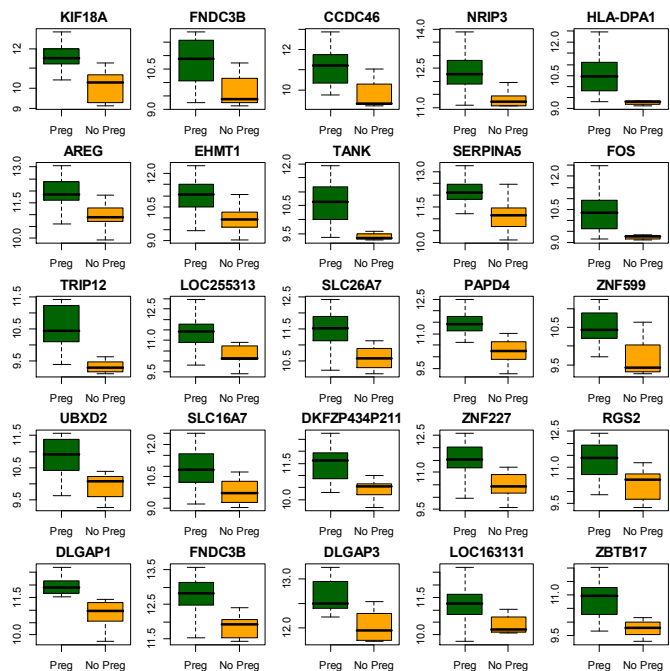 KIF18A FNDC3B CCDC46 NRIP3 HLA-DPA1
9 10 12
9.0 10.5
10 12
11.0 12.5 14.0
9.0 10.5 12.0
Preg No Preg Preg No Preg Preg No Preg Preg No Preg Preg No Preg
AREG EHMT1 TANK SERPINA5 FOS
10.0 11.5 13.0
9.0 10.5 12.0
9.5 10.5 12.0
10.0 11.5 13.0
9.0 10.5 12.0
Preg No Preg Preg No Preg Preg No Preg Preg No Preg Preg No Preg
TRIP12 LOC255313 SLC26A7 PAPD4 ZNF599
9.5 10.5 11.5
9.5 11.0 12.5
10.5 11.5 12.5
9.5 11.0 12.5
9.5 11.0
Preg No Preg Preg No Preg Preg No Preg Preg No Preg Preg No Preg
UBXD2 SLC16A7 DKFZP434P211 ZNF227 RGS2
9.5 10.5 11.5
9.0 10.5 12.0
10.0 11.5
9.5 11.0 12.5
9.5 11.0 12.5
Preg No Preg Preg No Preg Preg No Preg Preg No Preg Preg No Preg
DLGAP1 FNDC3B DLGAP3 LOC163131 ZBTB17
10.0 11.5
11.5 12.5 13.5
12.0 13.0
10.0 11.5
9.5 11.0
Preg No Preg Preg No Preg Preg No Preg Preg No Preg Preg No Preg